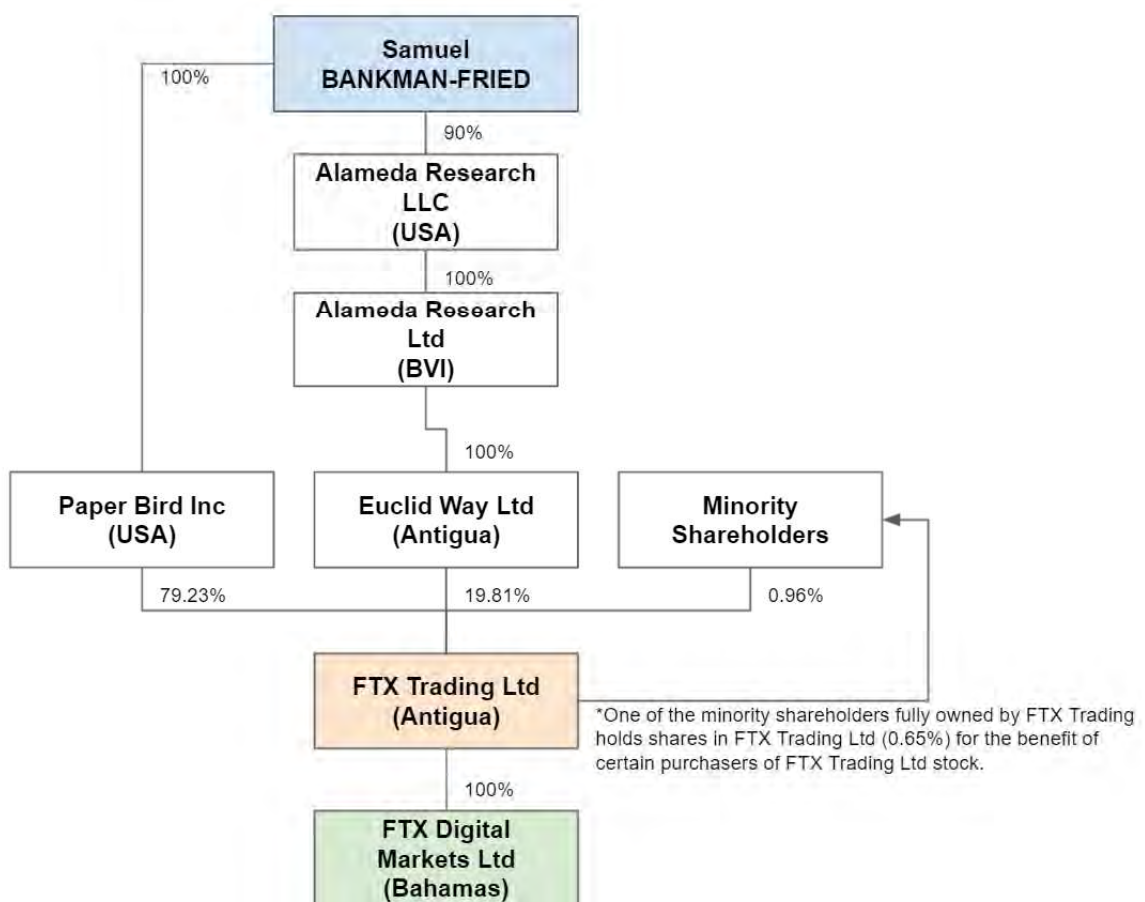 Samuel
BANKMAN-FRIED
100%
90%
Alameda Research
LLC
(USA)
100%
Alameda Research
Ltd
(BVI)
100%
Paper Bird Inc
(USA)
Euclid Way Ltd
(Antigua)
Minority
Shareholders
79.23%
19.81%
0.96%
FTX Trading Ltd
(Antigua)
*One of the minority shareholders fully owned by FTX Trading
holds shares in FTX Trading Ltd (0.65%) for the benefit of
certain purchasers of FTX Trading Ltd stock.
100%
FTX Digital
Markets Ltd
(Bahamas)